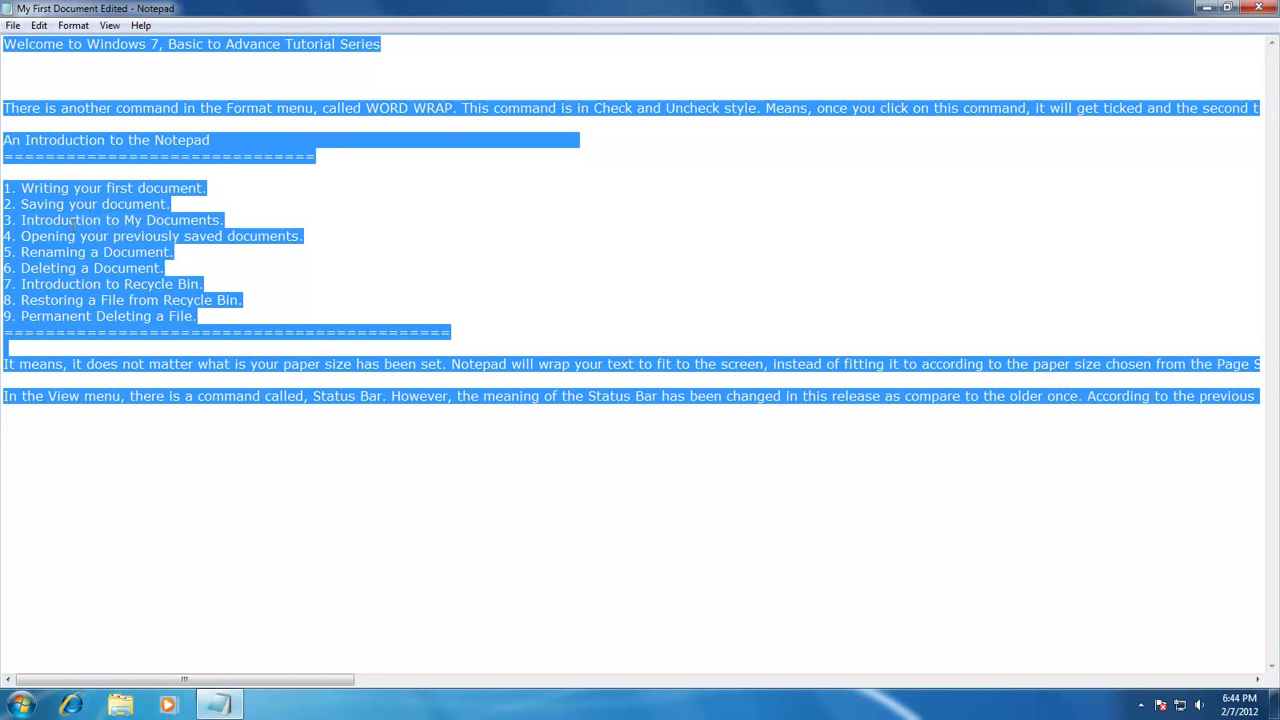 My First Document Edited - Notepad
File Edit Format View Help
Welcome to Windows 7, Basic to Advance Tutorial Series
There is another command in the Format menu, called WORD WRAP. This command is in Check and Uncheck style. Means, once you click on this command, it will get ticked and the second t
An Introduction to the Notepad
==============================
1. Writing your first document.
2. Saving your document.
3. Introduction to My Documents.
4. Opening your previously saved documents.
5. Renaming a Document.
6. Deleting a Document.
7. Introduction to Recycle Bin.
8. Restoring a File from Recycle Bin.
9. Permanent Deleting a File.
===========================================
It means, it does not matter what is your paper size has been set. Notepad will wrap your text to fit to the screen, instead of fitting it to according to the paper size chosen from the Page S
In the View menu, there is a command called, Status Bar. However, the meaning of the Status Bar has been changed in this release as compare to the older once. According to the previous
6:44 PM
2/7/2012